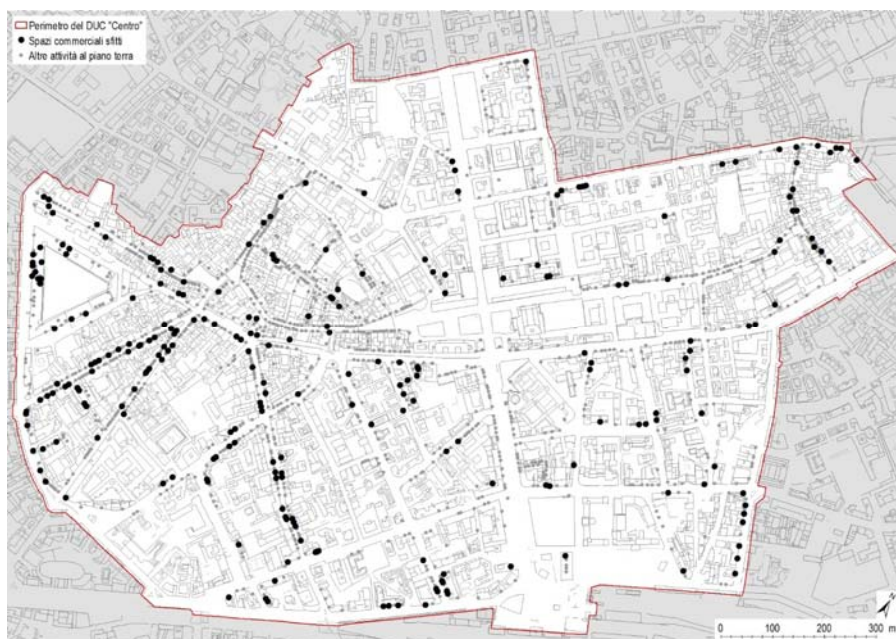 Perimetro del DUC "Centro"
Spazi commerciali sfitti
Altre attività al piano terra
N
0 100 200 300 m